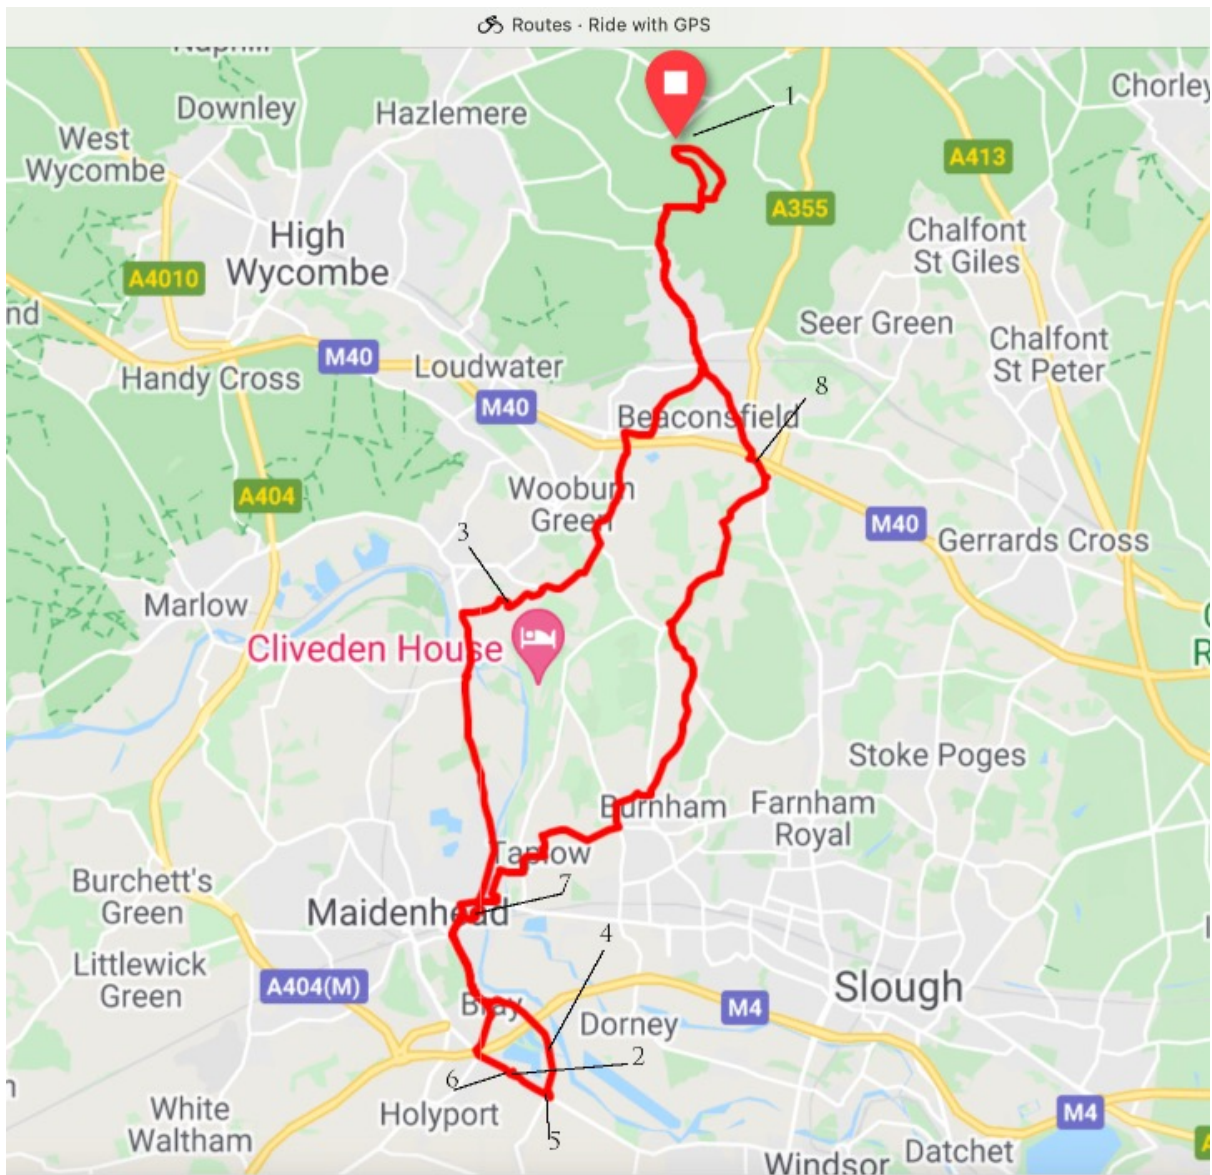 Routes · Ride with GPS
Naphill
Downley
Hazlemere
1
Chorley
West
Wycombe
A413
A355
High
Wycombe
Chalfont
St Giles
A4010
nd
Seer Green
Chalfont
St Peter
M40
Loudwater
Handy Cross
M40
8
Beaconsfield
A404
Wooburn
Green
M40
3
Gerrards Cross
Marlow
Cliveden House
R
Stoke Poges
Burnham
Farnham
Royal
Taplow
Burchett's
Green
7
Maidenhead
4
Littlewick
Green
A404(M)
Slough
Bray
M4
Dorney
2
6
White
Waltham
Holyport
M4
5
Datchet
Windsor